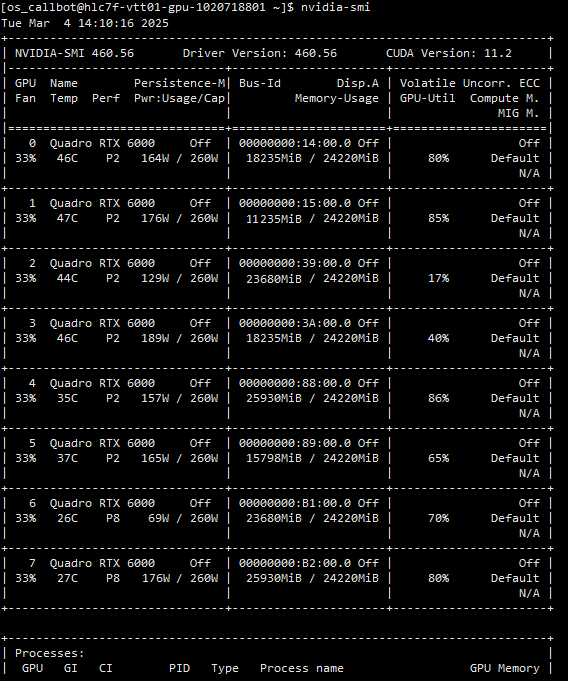 [os_callbot@hlc7f-vtt01-gpu-1020718801 ~]$ nvidia-smi
Tue Mar  4 14:10:16 2025
+-----------------------------------------------------------------------------+
| NVIDIA-SMI 460.56       Driver Version: 460.56       CUDA Version: 11.2     |
|-------------------------------+----------------------+----------------------+
| GPU  Name        Persistence-M| Bus-Id        Disp.A | Volatile Uncorr. ECC |
| Fan  Temp  Perf  Pwr:Usage/Cap|         Memory-Usage | GPU-Util  Compute M. |
|                               |                      |               MIG M. |
|===============================+======================+======================|
|   0  Quadro RTX 6000     Off  | 00000000:14:00.0 Off |                  Off |
| 33%   46C    P2   164W / 260W |  18235MiB / 24220MiB |     80%      Default |
|                               |                      |                  N/A |
+-------------------------------+----------------------+----------------------+
|   1  Quadro RTX 6000     Off  | 00000000:15:00.0 Off |                  Off |
| 33%   47C    P2   176W / 260W |  11235MiB / 24220MiB |     85%      Default |
|                               |                      |                  N/A |
+-------------------------------+----------------------+----------------------+
|   2  Quadro RTX 6000     Off  | 00000000:39:00.0 Off |                  Off |
| 33%   44C    P2   129W / 260W |  23680MiB / 24220MiB |     17%      Default |
|                               |                      |                  N/A |
+-------------------------------+----------------------+----------------------+
|   3  Quadro RTX 6000     Off  | 00000000:3A:00.0 Off |                  Off |
| 33%   46C    P2   189W / 260W |  18235MiB / 24220MiB |     40%      Default |
|                               |                      |                  N/A |
+-------------------------------+----------------------+----------------------+
|   4  Quadro RTX 6000     Off  | 00000000:88:00.0 Off |                  Off |
| 33%   35C    P2   157W / 260W |  25930MiB / 24220MiB |     86%      Default |
|                               |                      |                  N/A |
+-------------------------------+----------------------+----------------------+
|   5  Quadro RTX 6000     Off  | 00000000:89:00.0 Off |                  Off |
| 33%   37C    P2   165W / 260W |  15798MiB / 24220MiB |     65%      Default |
|                               |                      |                  N/A |
+-------------------------------+----------------------+----------------------+
|   6  Quadro RTX 6000     Off  | 00000000:B1:00.0 Off |                  Off |
| 33%   26C    P8    69W / 260W |  23680MiB / 24220MiB |     70%      Default |
|                               |                      |                  N/A |
+-------------------------------+----------------------+----------------------+
|   7  Quadro RTX 6000     Off  | 00000000:B2:00.0 Off |                  Off |
| 33%   27C    P8   176W / 260W |  25930MiB / 24220MiB |     80%      Default |
|                               |                      |                  N/A |
+-------------------------------+----------------------+----------------------+

+-----------------------------------------------------------------------------+
| Processes:                                                                  |
|  GPU   GI   CI        PID   Type   Process name                  GPU Memory |